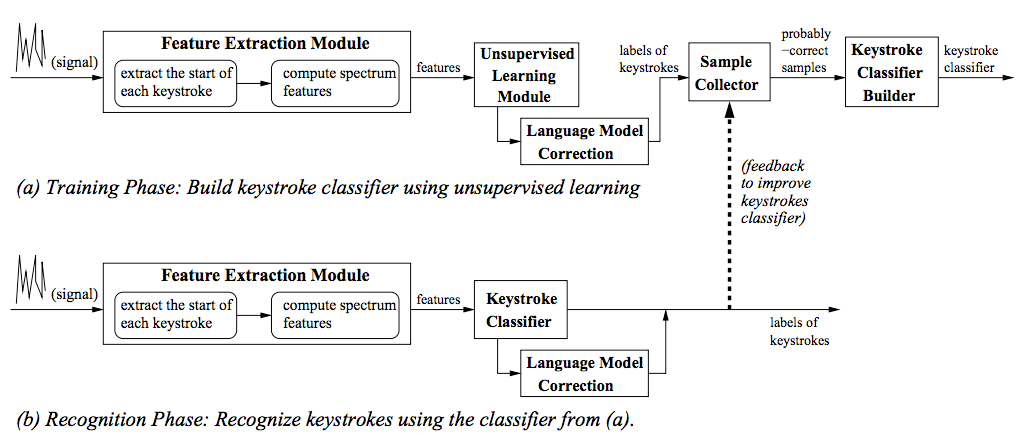 (signal)
Feature Extraction Module
extract the start of
each keystroke
compute spectrum
features
features
Unsupervised
Learning
Module
Language Model
Correction
labels of
keystrokes
Sample
Collector
probably
−correct
samples
Keystroke
Classifier
Builder
keystroke
classifier
(a) Training Phase: Build keystroke classifier using unsupervised learning
(feedback
to improve
keystrokes
classifier)
(signal)
Feature Extraction Module
extract the start of
each keystroke
compute spectrum
features
features
Keystroke
Classifier
Language Model
Correction
labels of
keystrokes
(b) Recognition Phase: Recognize keystrokes using the classifier from (a).